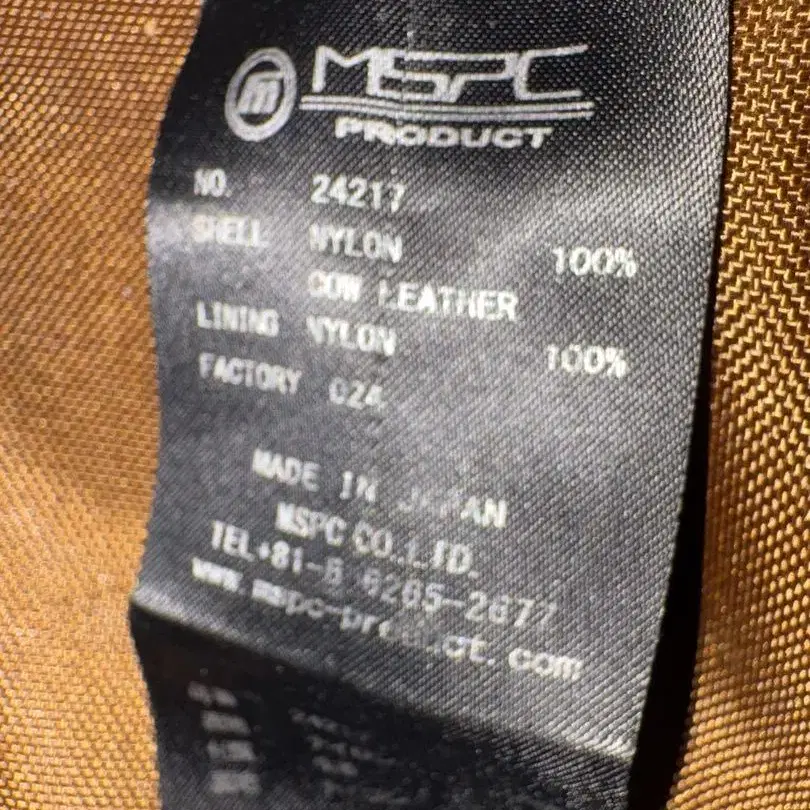 m MSPC
PRODUCT
NO. 24217
SHELL NYLON 100%
COW LEATHER
LINING NYLON 100%
FACTORY 024
MADE IN JAPAN
MSPC CO.,LTD.
TEL+81-6 6265-2677
www.mspc-product.com